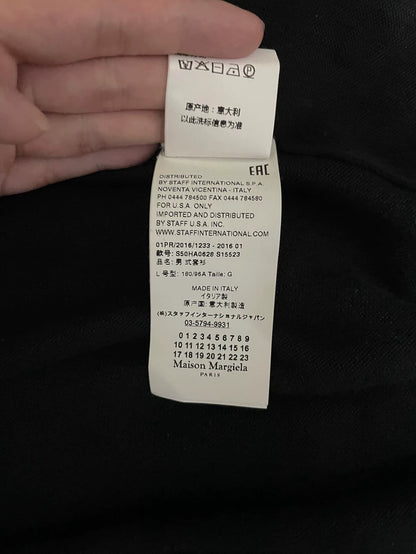 原产地：意大利
以此洗标信息为准
EAC
DISTRIBUTED
BY STAFF INTERNATIONAL S.P.A.
NOVENTA VICENTINA - ITALY
PH 0444 784500 FAX 0444 784580
FOR U.S.A. ONLY
IMPORTED AND DISTRIBUTED
BY STAFF U.S.A. INC.
WWW.STAFFINTERNATIONAL.COM
01PR/2016/1233 - 2016 01
款号: S50HA0626 S15523
品名: 男式套衫
L 号型: 180/96A Taille: G
MADE IN ITALY
イタリア製
原产国: 意大利製造
(株)スタッフインターナショナルジャパン
03-5794-9931
0 1 2 3 4 5 6 7 8 9
10 11 12 13 14 15 16
17 18 19 20 21 22 23
Maison Margiela
PARIS